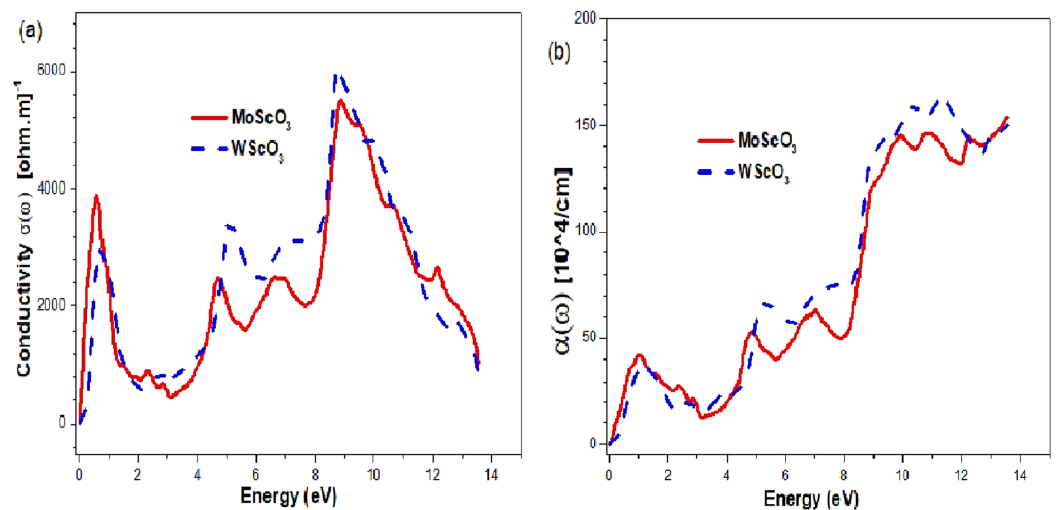 (a)
Conductivity σ(ω) [ohm.m]⁻¹
6000
4000
2000
0
MoScO₃
WScO₃
0 2 4 6 8 10 12 14
Energy (eV)
(b)
α(ω) [10^4/cm]
200
150
100
50
0
MoScO₃
WScO₃
0 2 4 6 8 10 12 14
Energy (eV)